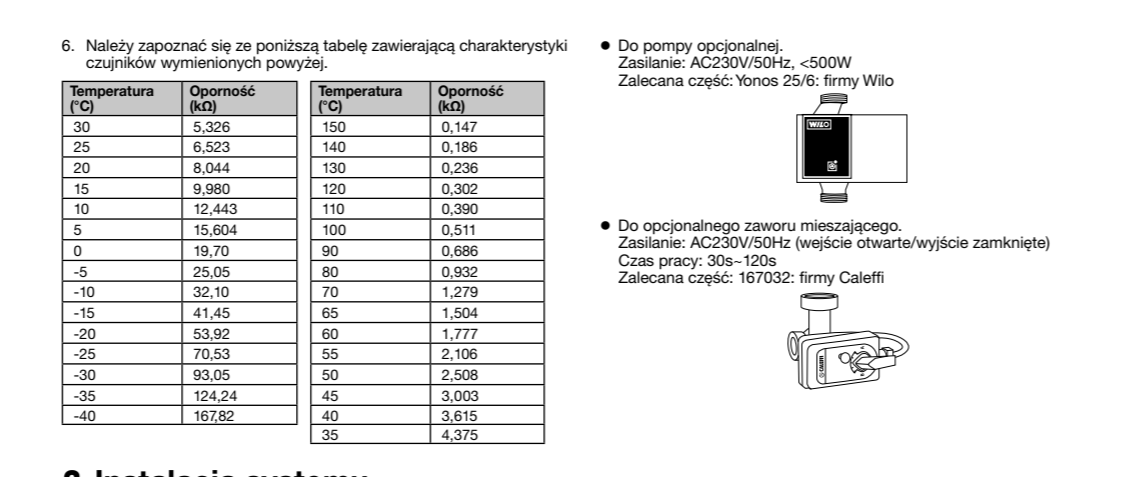 6. Należy zapoznać się ze poniższą tabelę zawierającą charakterystyki
czujników wymienionych powyżej.
Temperatura (°C) Oporność (kΩ)
30 5,326
25 6,523
20 8,044
15 9,980
10 12,443
5 15,604
0 19,70
-5 25,05
-10 32,10
-15 41,45
-20 53,92
-25 70,53
-30 93,05
-35 124,24
-40 167,82
Temperatura (°C) Oporność (kΩ)
150 0,147
140 0,186
130 0,236
120 0,302
110 0,390
100 0,511
90 0,686
80 0,932
70 1,279
65 1,504
60 1,777
55 2,106
50 2,508
45 3,003
40 3,615
35 4,375
● Do pompy opcjonalnej.
Zasilanie: AC230V/50Hz, <500W
Zalecana część: Yonos 25/6: firmy Wilo
WILO
● Do opcjonalnego zaworu mieszającego.
Zasilanie: AC230V/50Hz (wejście otwarte/wyjście zamknięte)
Czas pracy: 30s~120s
Zalecana część: 167032: firmy Caleffi
CALEFFI